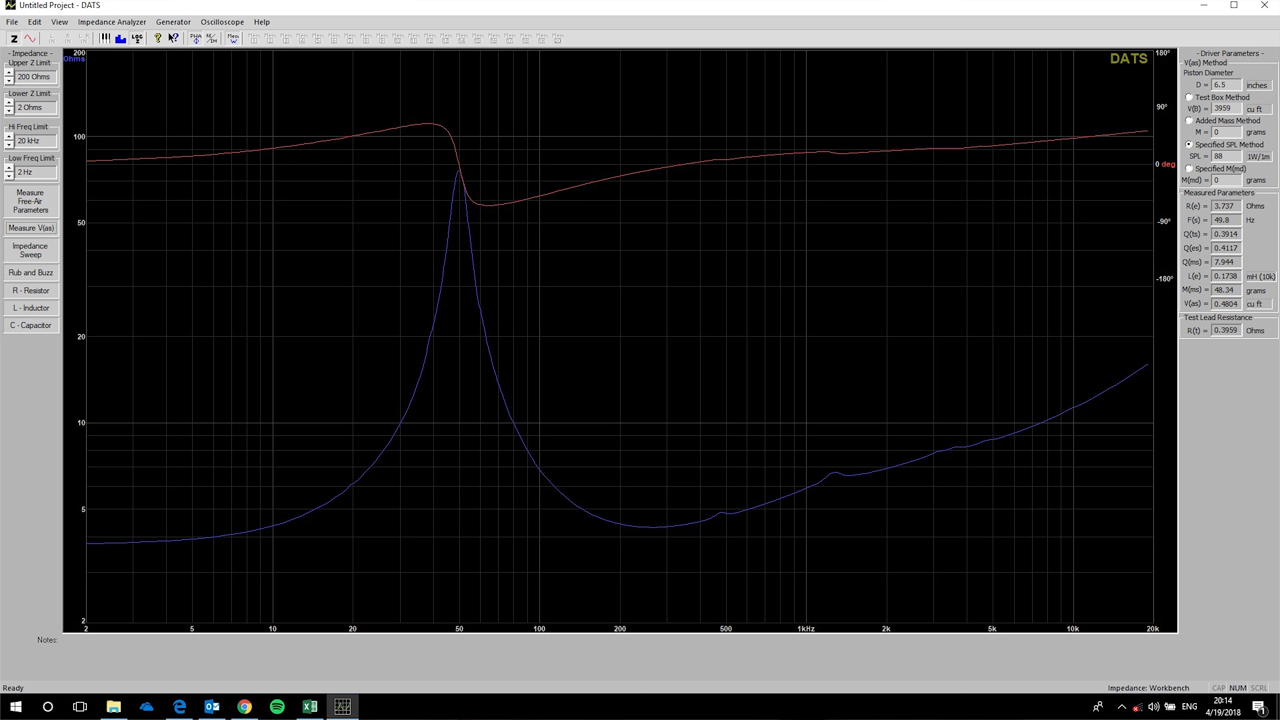 Untitled Project - DATS
File Edit View Impedance Analyzer Generator Oscilloscope Help
Z
- Impedance -
Upper Z Limit
200 Ohms
Lower Z Limit
2 Ohms
Hi Freq Limit
20 kHz
Low Freq Limit
2 Hz
Measure
Free-Air
Parameters
Measure V(as)
Impedance
Sweep
Rub and Buzz
R - Resistor
L - Inductor
C - Capacitor
200
Ohms
100
50
20
10
5
2
2 5 10 20 50 100 200 500 1kHz 2k 5k 10k 20k
DATS
180°
90°
0 deg
-90°
-180°
- Driver Parameters -
V(as) Method
Piston Diameter
D = 6.5 inches
Test Box Method
V(B) = 3959 cu ft
Added Mass Method
M = 0 grams
Specified SPL Method
SPL = 88 1W/1m
Specified M(md)
M(md) = 0 grams
Measured Parameters
R(e) = 3.737 Ohms
F(s) = 49.8 Hz
Q(ts) = 0.3914
Q(es) = 0.4117
Q(ms) = 7.944
L(e) = 0.1738 mH (10k)
M(ms) = 48.34 grams
V(as) = 0.4804 cu ft
Test Lead Resistance
R(t) = 0.3959 Ohms
Notes:
Ready
Impedance: Workbench CAP NUM SCRL
ENG
20:14
4/19/2018